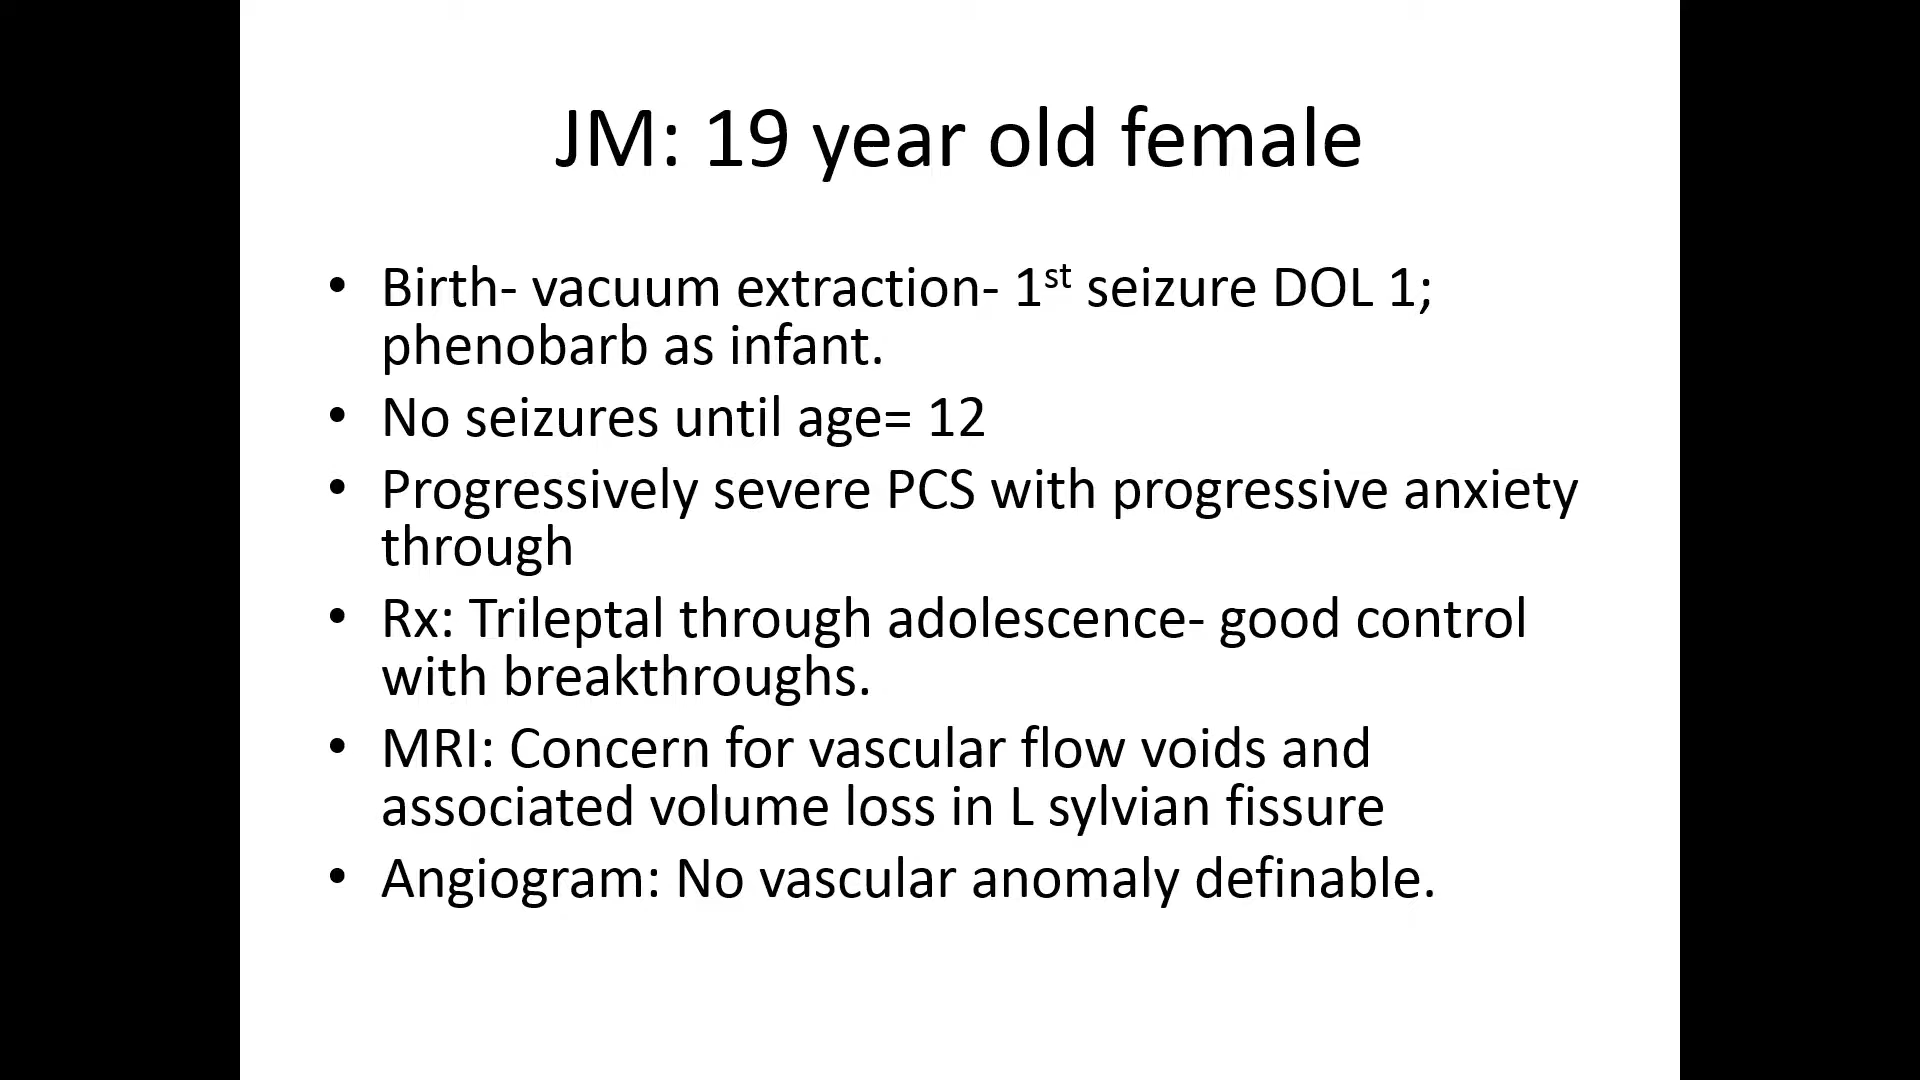 JM: 19 year old female
• Birth- vacuum extraction- 1st seizure DOL 1;
phenobarb as infant.
• No seizures until age= 12
• Progressively severe PCS with progressive anxiety
through
• Rx: Trileptal through adolescence- good control
with breakthroughs.
• MRI: Concern for vascular flow voids and
associated volume loss in L sylvian fissure
• Angiogram: No vascular anomaly definable.